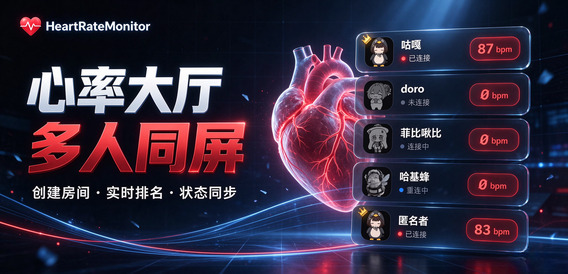 HeartRateMonitor
心率大厅
多人同屏
创建房间 · 实时排名 · 状态同步
咕嘎
已连接
87 bpm
doro
未连接
0 bpm
菲比啾比
连接中
0 bpm
哈基蜂
重连中
0 bpm
匿名者
已连接
83 bpm